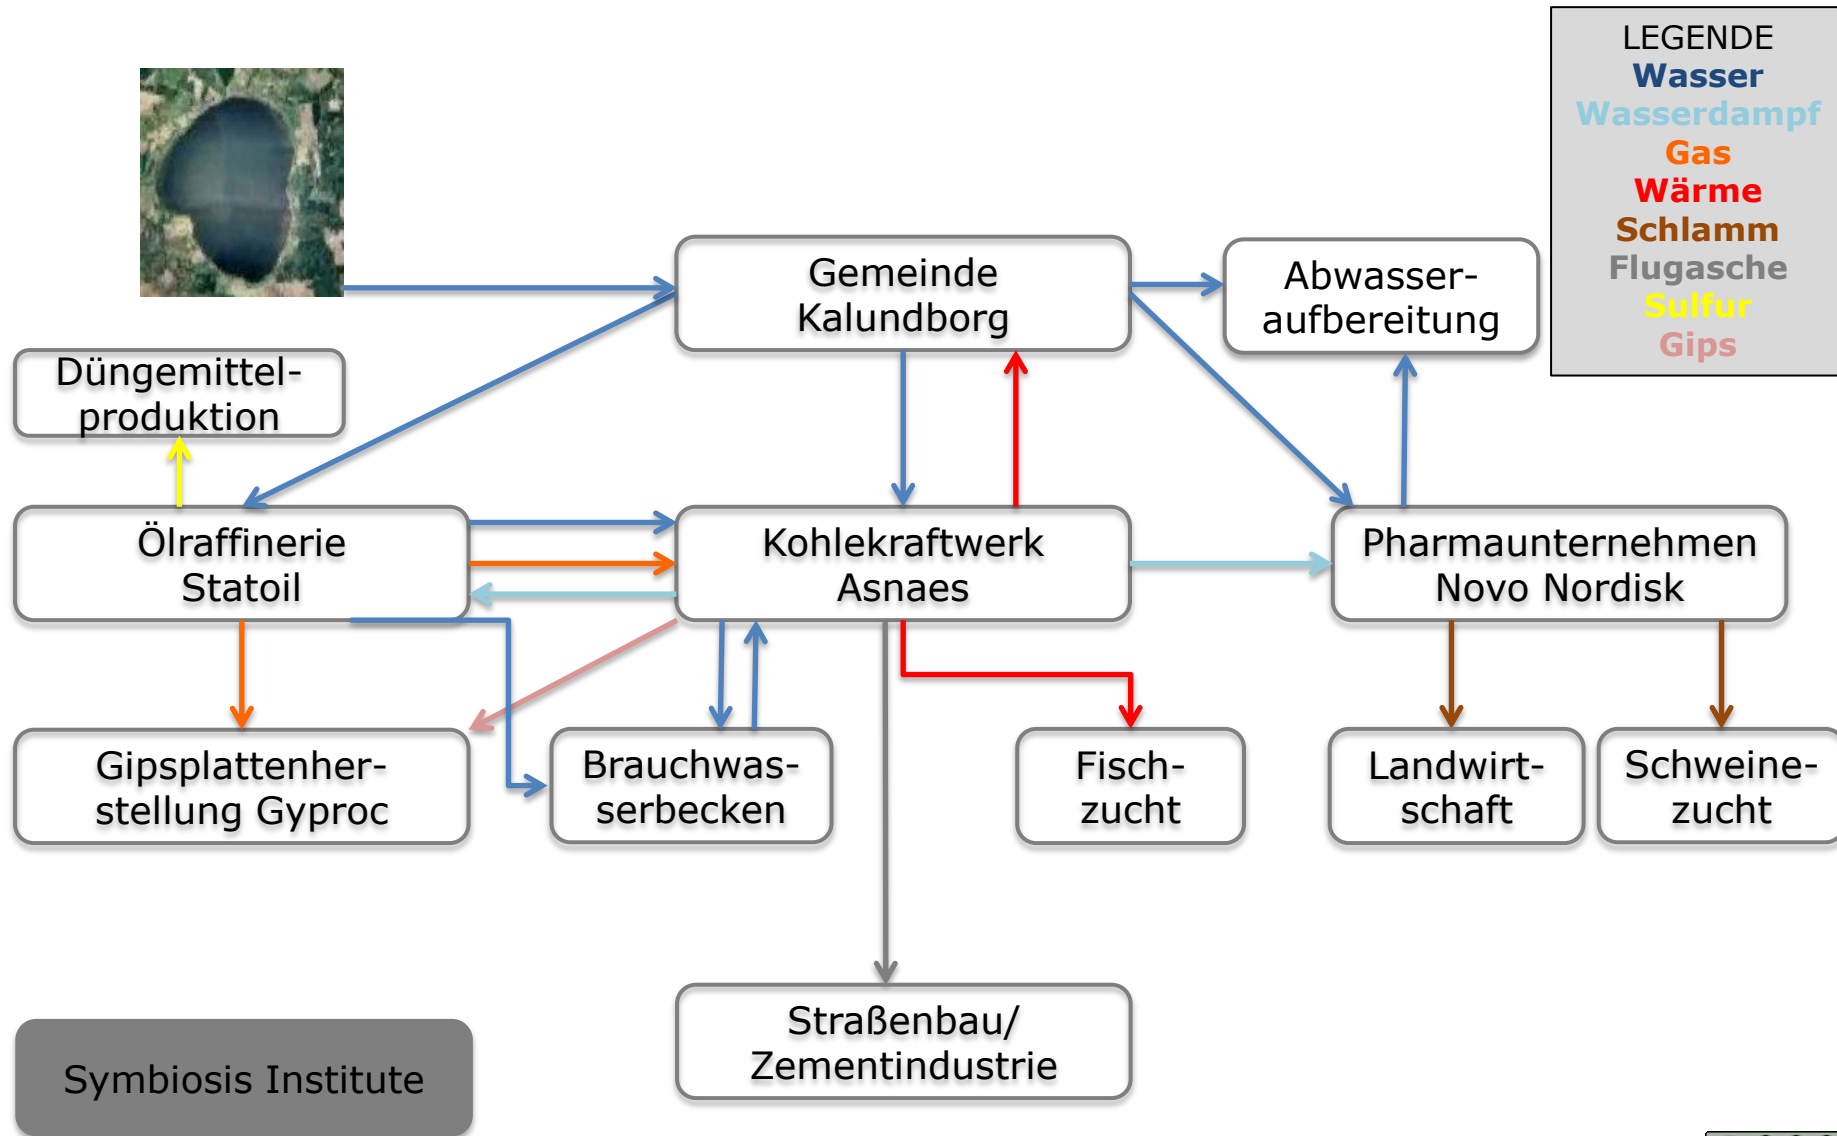 LEGENDE
Wasser
Wasserdampf
Gas
Wärme
Schlamm
Flugasche
Sulfur
Gips
Gemeinde
Kalundborg
Abwasser-
aufbereitung
Düngemittel-
produktion
Ölraffinerie
Statoil
Kohlekraftwerk
Asnaes
Pharmaunternehmen
Novo Nordisk
Gipsplattenher-
stellung Gyproc
Brauchwas-
serbecken
Fisch-
zucht
Landwirt-
schaft
Schweine-
zucht
Straßenbau/
Zementindustrie
Symbiosis Institute